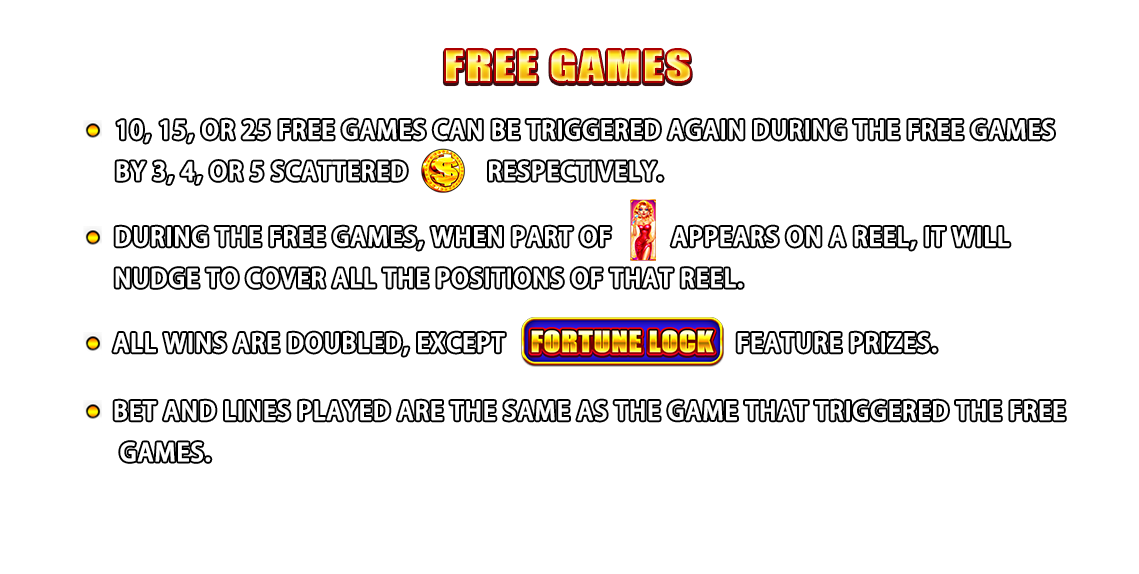 FREE GAMES
10, 15, OR 25 FREE GAMES CAN BE TRIGGERED AGAIN DURING THE FREE GAMES
BY 3, 4, OR 5 SCATTERED $ RESPECTIVELY.
DURING THE FREE GAMES, WHEN PART OF APPEARS ON A REEL, IT WILL
NUDGE TO COVER ALL THE POSITIONS OF THAT REEL.
ALL WINS ARE DOUBLED, EXCEPT FORTUNE LOCK FEATURE PRIZES.
BET AND LINES PLAYED ARE THE SAME AS THE GAME THAT TRIGGERED THE FREE
GAMES.